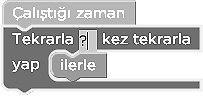 Çalıştığı zaman
Tekrarla ? kez tekrarla
yap ilerle